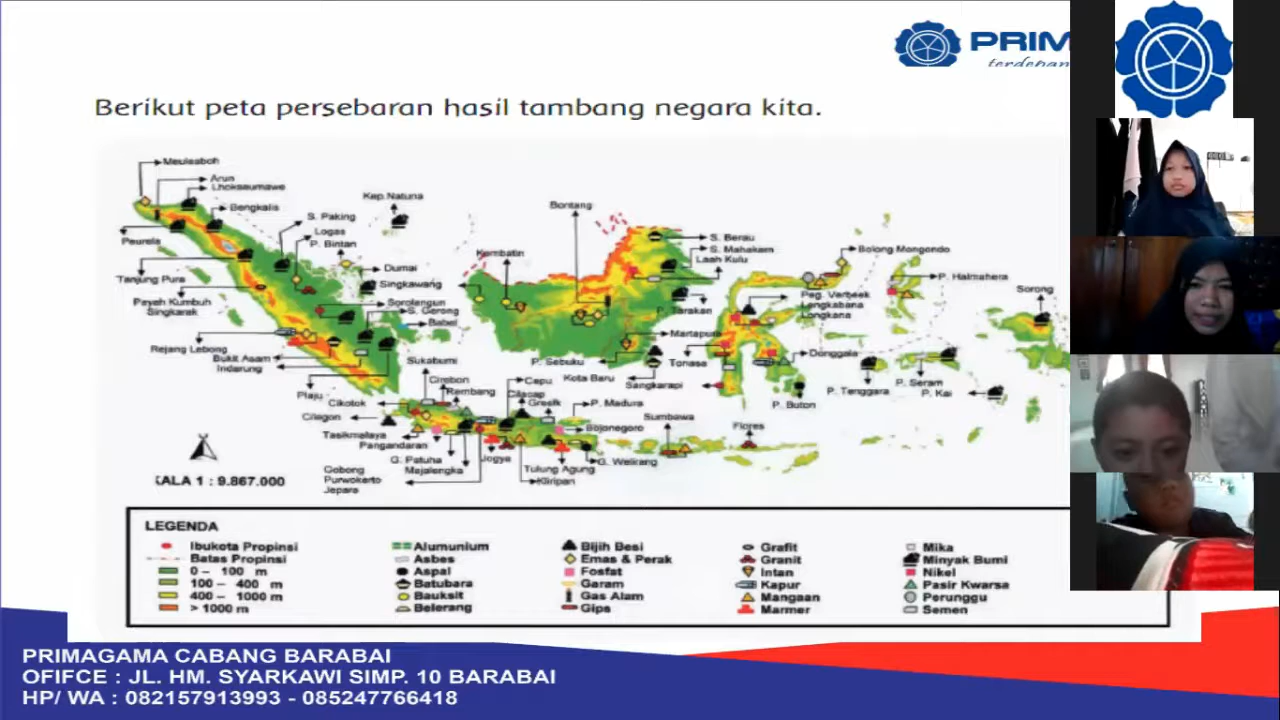 PRIM
terdepan
Berikut peta persebaran hasil tambang negara kita.
Meulaaboh
Arun
Lhokseumawe
Kep.Natuna
Bengkalis
Bontang
S. Paking
Logas
P. Bintan
S. Berau
Peurela
S. Mahakam
Bolang Mongondo
Kembatin
Laah Kulu
Dumai
P. Halmahera
Tanjung Pura
Singkawang
Sorong
Payah Kumbuh
Singkarak
Sorolangun
S. Gerong
Peg. Verbeek
Lengkabana
Longkana
P. Tarakan
Babel
Martapura
Rejang Lebong
Donggala
Bukit Asam
Indarung
Sukabumi
P. Sebuku
Tonasa
Kota Baru
Sangkarapi
P. Seram
P. Tenggara
P. Kai
Cirebon
Cepu
Rembang
Cilacap
Plaju
Cikotok
Gresik
P. Madura
P. Buton
Cilegon
Bojonegoro
Sumbawa
Flores
Tasikmalaya
Pangandaran
G. Patuha
Majalengka
Jogya
G. Welirang
Tulung Agung
Kliripan
Gobong
Purwokerto
Jepara
KALA 1 : 9.867.000
LEGENDA
Ibukota Propinsi
Batas Propinsi
0 – 100 m
100 – 400 m
400 – 1000 m
> 1000 m
Alumunium
Asbes
Aspal
Batubara
Bauksit
Belerang
Bijih Besi
Emas & Perak
Fosfat
Garam
Gas Alam
Gips
Grafit
Granit
Intan
Kapur
Mangaan
Marmer
Mika
Minyak Bumi
Nikel
Pasir Kwarsa
Perunggu
Semen
PRIMAGAMA CABANG BARABAI
OFIFCE : JL. HM. SYARKAWI SIMP. 10 BARABAI
HP/ WA : 082157913993 - 085247766418